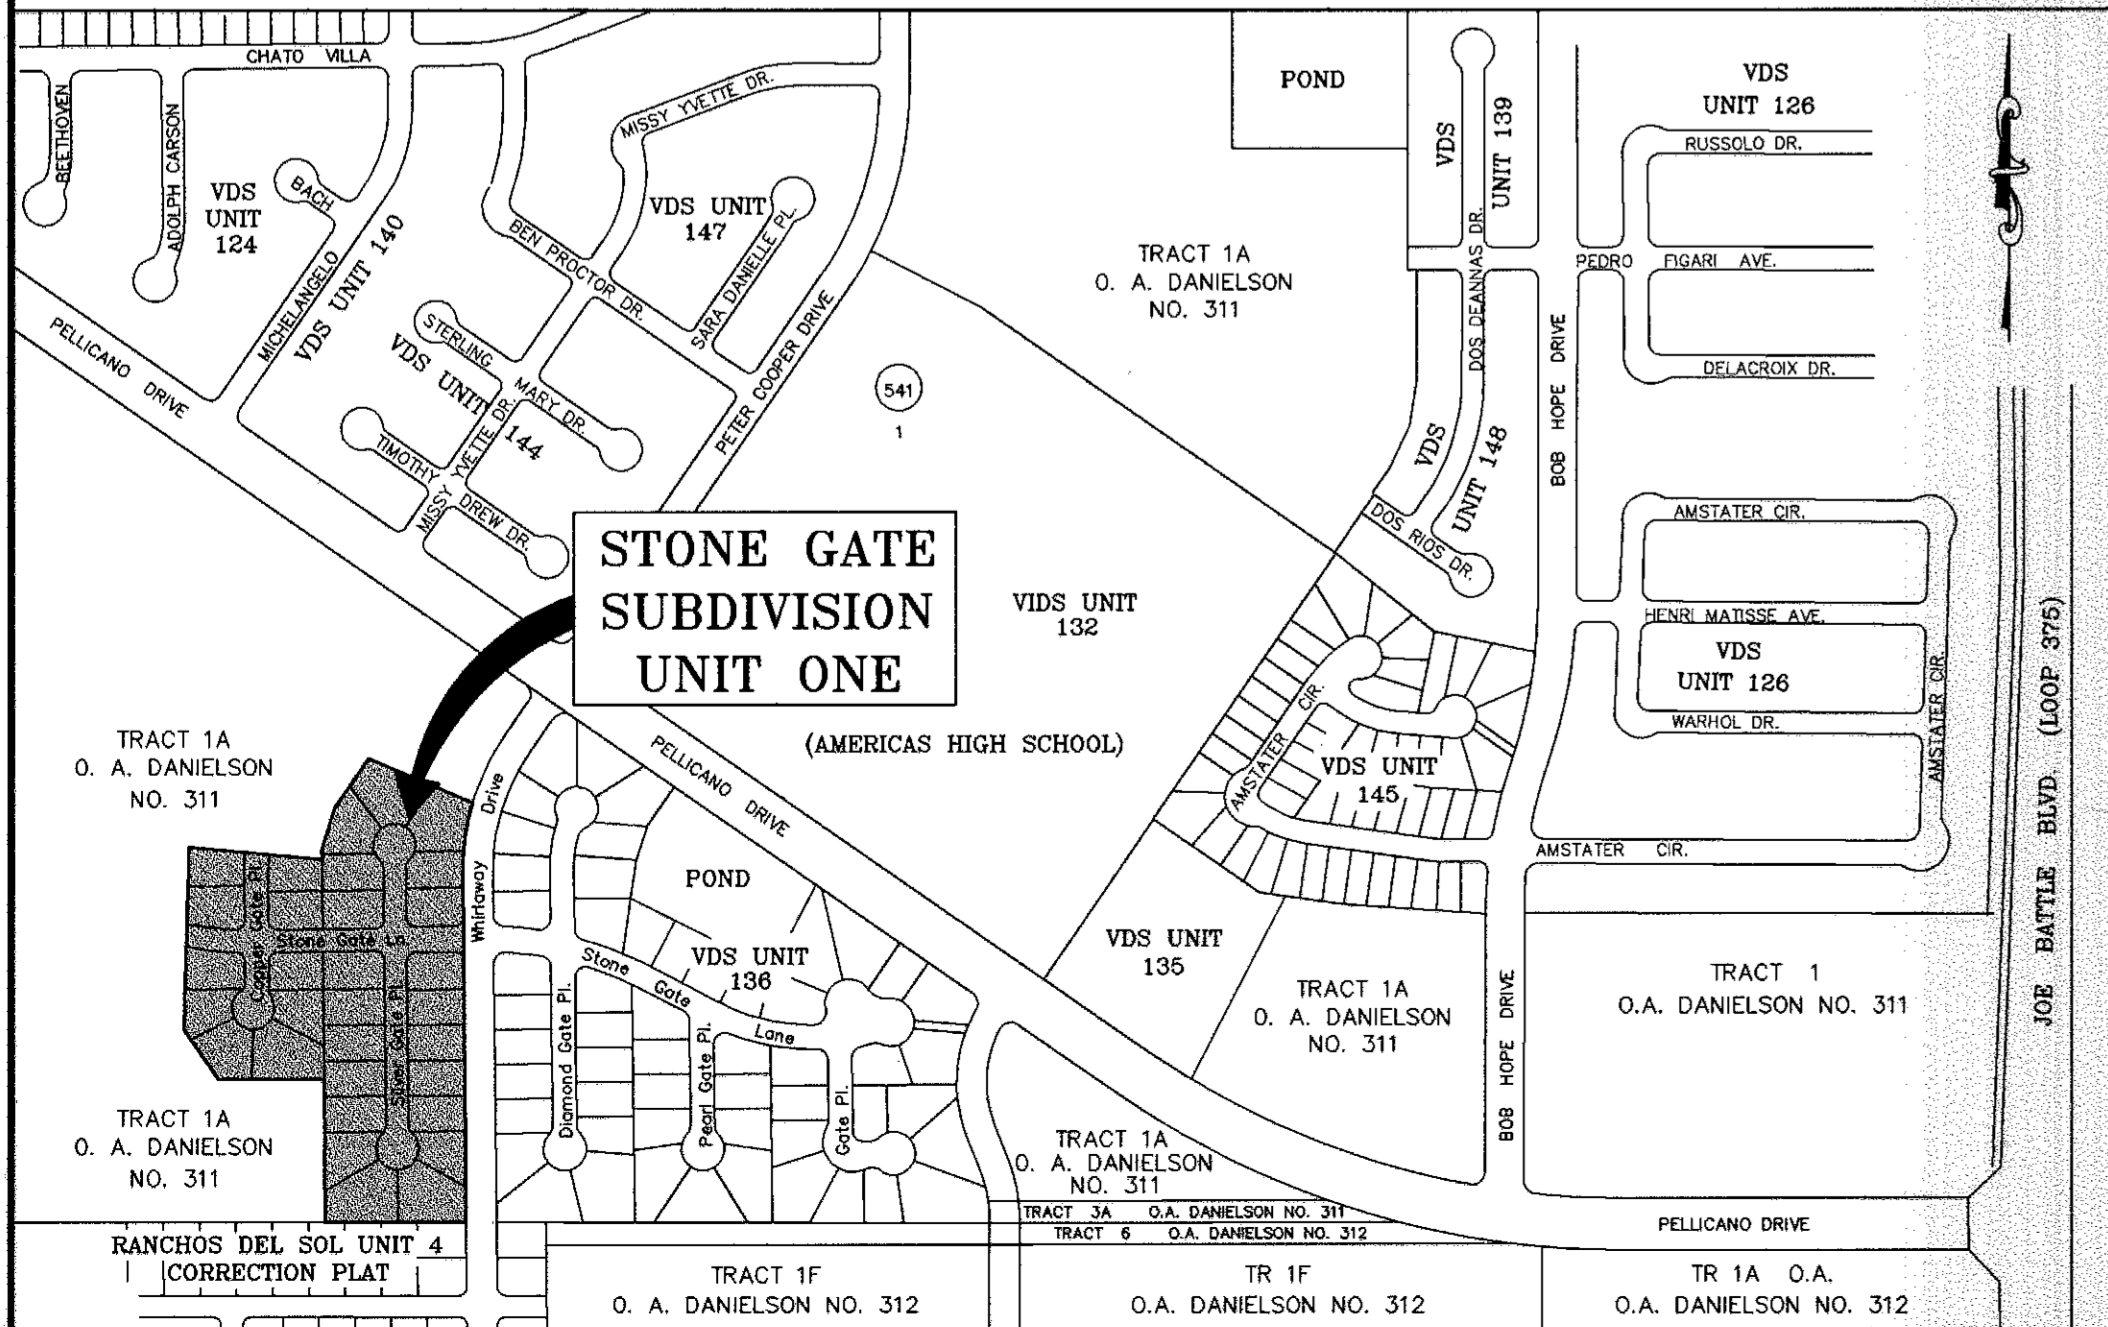 CHATO VILLA
BEETHOVEN
ADOLPH CARSON
BACH
VDS
UNIT
124
MICHELANGELO
VDS UNIT 140
MISSY YVETTE DR.
VDS UNIT
147
SARA DANIELLE PL.
BEN PROCTOR DR.
PETER COOPER DRIVE
STERLING MARY DR.
VDS UNIT 144
TIMOTHY DREW DR.
MISSY YVETTE DR.
PELLICANO DRIVE
POND
VDS
UNIT 139
VDS
UNIT 126
RUSSOLO DR.
PEDRO FIGARI AVE.
DELACROIX DR.
DOS DEANNAS DR.
BOB HOPE DRIVE
TRACT 1A
O. A. DANIELSON
NO. 311
541
1
VDS
UNIT 148
DOS RIOS DR.
AMSTATER CIR.
HENRI MATISSE AVE.
VDS
UNIT 126
WARHOL DR.
AMSTATER CIR.
JOE BATTLE BLVD. (LOOP 375)
STONE GATE
SUBDIVISION
UNIT ONE
VIDS UNIT
132
(AMERICAS HIGH SCHOOL)
AMSTATER CIR.
VDS UNIT
145
AMSTATER CIR.
TRACT 1A
O. A. DANIELSON
NO. 311
PELLICANO DRIVE
Whirlaway Drive
POND
VDS UNIT
136
Copper Gate Pl.
Stone Gate Ln.
Silver Gate Pl.
Stone Gate Lane
Diamond Gate Pl.
Pearl Gate Pl.
Gate Pl.
VDS UNIT
135
TRACT 1A
O. A. DANIELSON
NO. 311
BOB HOPE DRIVE
TRACT 1
O.A. DANIELSON NO. 311
TRACT 1A
O. A. DANIELSON
NO. 311
TRACT 1A
O. A. DANIELSON
NO. 311
TRACT 3A O.A. DANIELSON NO. 311
TRACT 6 O.A. DANIELSON NO. 312
PELLICANO DRIVE
RANCHOS DEL SOL UNIT 4
CORRECTION PLAT
TRACT 1F
O. A. DANIELSON NO. 312
TR 1F
O.A. DANIELSON NO. 312
TR 1A O.A.
O.A. DANIELSON NO. 312